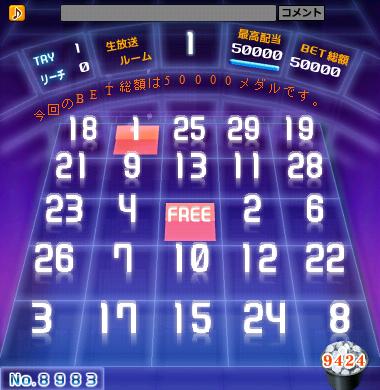 ♪ コメント
TRY 1
リーチ 0
生放送
ルーム
1
最高配当
50000
BET総額
50000
今回のBET総額は50000メダルです。
18 1 25 29 19
21 9 13 11 28
23 4 FREE 2 6
26 7 10 12 22
3 17 15 24 8
No.8983
9424